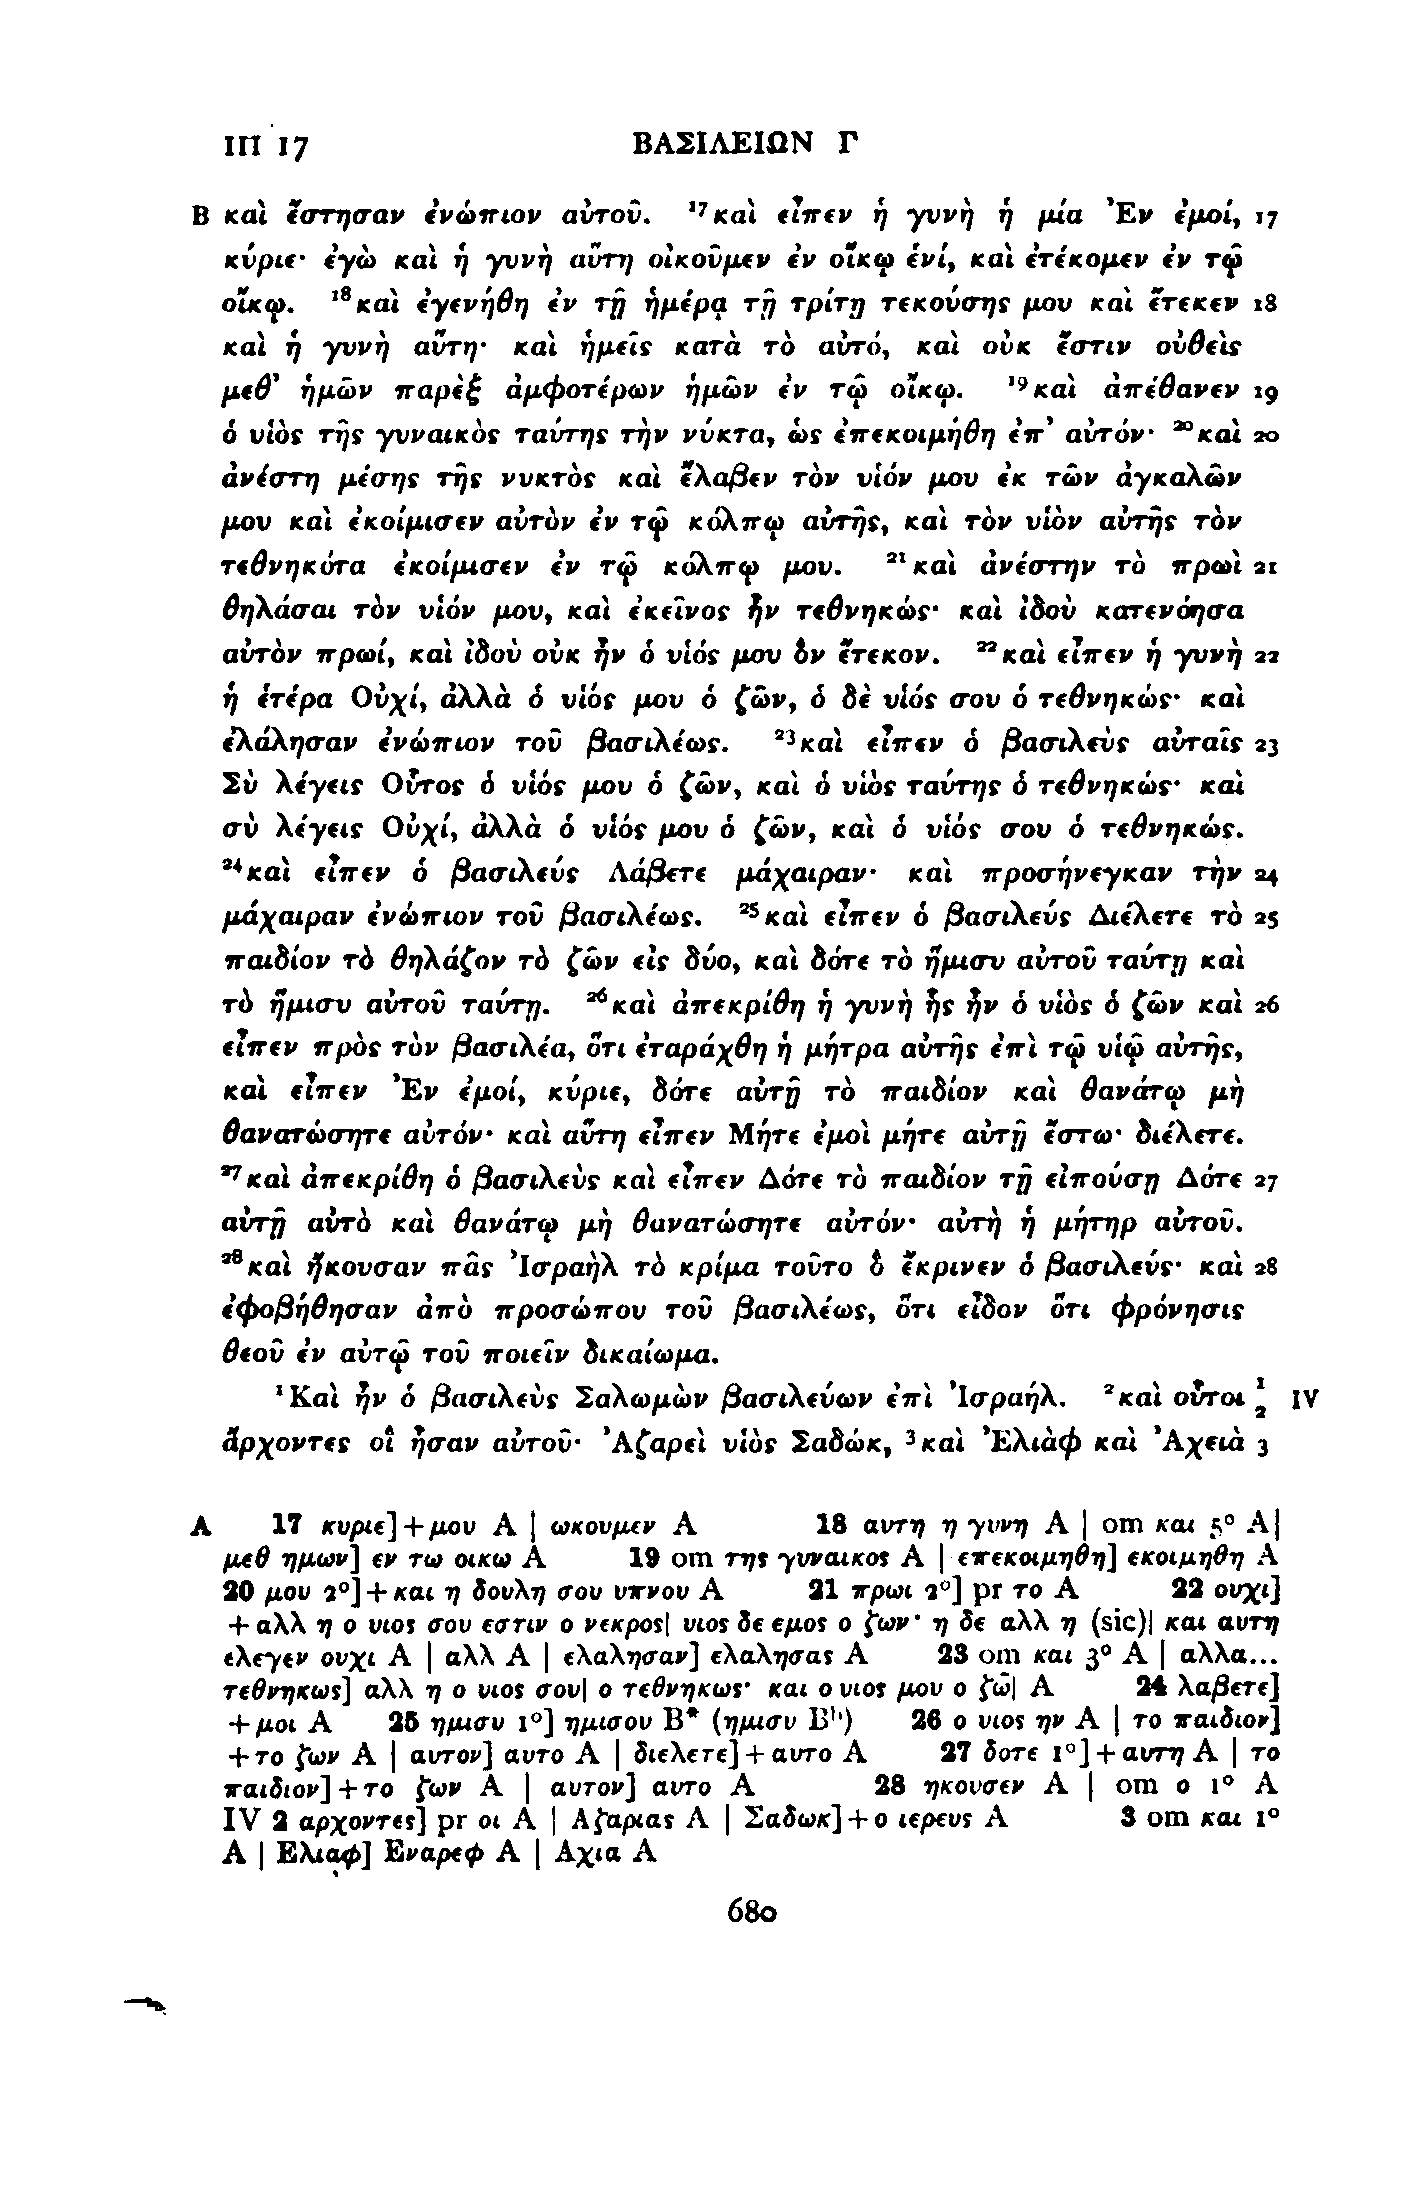 III 17 ΒΑΣΙΛΕΙΩΝ Γ
B καὶ ἔστησαν ἐνώπιον αὐτοῦ. ¹⁷καὶ εἶπεν ἡ γυνὴ ἡ μία Ἐν ἐμοί, 17
κύριε· ἐγὼ καὶ ἡ γυνὴ αὕτη οἰκοῦμεν ἐν οἴκῳ ἑνί, καὶ ἐτέκομεν ἐν τῷ
οἴκῳ. ¹⁸καὶ ἐγενήθη ἐν τῇ ἡμέρᾳ τῇ τρίτῃ τεκούσης μου καὶ ἔτεκεν 18
καὶ ἡ γυνὴ αὕτη· καὶ ἡμεῖς κατὰ τὸ αὐτό, καὶ οὐκ ἔστιν οὐθεὶς
μεθ’ ἡμῶν παρὲξ ἀμφοτέρων ἡμῶν ἐν τῷ οἴκῳ. ¹⁹καὶ ἀπέθανεν 19
ὁ υἱὸς τῆς γυναικὸς ταύτης τὴν νύκτα, ὡς ἐπεκοιμήθη ἐπ’ αὐτόν· ²⁰καὶ 20
ἀνέστη μέσης τῆς νυκτὸς καὶ ἔλαβεν τὸν υἱόν μου ἐκ τῶν ἀγκαλῶν
μου καὶ ἐκοίμισεν αὐτὸν ἐν τῷ κόλπῳ αὐτῆς, καὶ τὸν υἱὸν αὐτῆς τὸν
τεθνηκότα ἐκοίμισεν ἐν τῷ κόλπῳ μου. ²¹καὶ ἀνέστην τὸ πρωὶ 21
θηλάσαι τὸν υἱόν μου, καὶ ἐκεῖνος ἦν τεθνηκώς· καὶ ἰδοὺ κατενόησα
αὐτὸν πρωί, καὶ ἰδοὺ οὐκ ἦν ὁ υἱός μου ὃν ἔτεκον. ²²καὶ εἶπεν ἡ γυνὴ 22
ἡ ἑτέρα Οὐχί, ἀλλὰ ὁ υἱός μου ὁ ζῶν, ὁ δὲ υἱός σου ὁ τεθνηκώς· καὶ
ἐλάλησαν ἐνώπιον τοῦ βασιλέως. ²³καὶ εἶπεν ὁ βασιλεὺς αὐταῖς 23
Σὺ λέγεις Οὗτος ὁ υἱός μου ὁ ζῶν, καὶ ὁ υἱὸς ταύτης ὁ τεθνηκώς· καὶ
σὺ λέγεις Οὐχί, ἀλλὰ ὁ υἱός μου ὁ ζῶν, καὶ ὁ υἱός σου ὁ τεθνηκώς.
²⁴καὶ εἶπεν ὁ βασιλεύς Λάβετε μάχαιραν· καὶ προσήνεγκαν τὴν 24
μάχαιραν ἐνώπιον τοῦ βασιλέως. ²⁵καὶ εἶπεν ὁ βασιλεύς Διέλετε τὸ 25
παιδίον τὸ θηλάζον τὸ ζῶν εἰς δύο, καὶ δότε τὸ ἥμισυ αὐτοῦ ταύτῃ καὶ
τὸ ἥμισυ αὐτοῦ ταύτῃ. ²⁶καὶ ἀπεκρίθη ἡ γυνὴ ἧς ἦν ὁ υἱὸς ὁ ζῶν καὶ 26
εἶπεν πρὸς τὸν βασιλέα, ὅτι ἐταράχθη ἡ μήτρα αὐτῆς ἐπὶ τῷ υἱῷ αὐτῆς,
καὶ εἶπεν Ἐν ἐμοί, κύριε, δότε αὐτῇ τὸ παιδίον καὶ θανάτῳ μὴ
θανατώσητε αὐτόν· καὶ αὕτη εἶπεν Μήτε ἐμοὶ μήτε αὐτῇ ἔστω· διέλετε.
²⁷καὶ ἀπεκρίθη ὁ βασιλεὺς καὶ εἶπεν Δότε τὸ παιδίον τῇ εἰπούσῃ Δότε 27
αὐτῇ αὐτὸ καὶ θανάτῳ μὴ θανατώσητε αὐτόν· αὐτὴ ἡ μήτηρ αὐτοῦ.
²⁸καὶ ἤκουσαν πᾶς Ἰσραὴλ τὸ κρίμα τοῦτο ὃ ἔκρινεν ὁ βασιλεύς· καὶ 28
ἐφοβήθησαν ἀπὸ προσώπου τοῦ βασιλέως, ὅτι εἶδον ὅτι φρόνησις
θεοῦ ἐν αὐτῷ τοῦ ποιεῖν δικαίωμα.
¹Καὶ ἦν ὁ βασιλεὺς Σαλωμὼν βασιλεύων ἐπὶ Ἰσραήλ. ²καὶ οὗτοι 1 2 IV
ἄρχοντες οἳ ἦσαν αὐτοῦ· Ἀζαρεὶ υἱὸς Σαδώκ, ³καὶ Ἐλιὰφ καὶ Ἀχειὰ 3
A 17 κυριε]+μου A | ωκουμεν A 18 αυτη η γυνη A | om και 5° A|
μεθ ημων] εν τω οικω A 19 om της γυναικος A | επεκοιμηθη] εκοιμηθη A
20 μου 2°]+και η δουλη σου υπνου A 21 πρωι 2°] pr το A 22 ουχι]
+αλλ η ο υιος σου εστιν ο νεκρος| υιος δε εμος ο ζων· η δε αλλ η (sic)| και αυτη
ελεγεν ουχι A | αλλ A | ελαλησαν] ελαλησας A 23 om και 3° A | αλλα...
τεθνηκως] αλλ η ο υιος σου| ο τεθνηκως· και ο υιος μου ο ζω̄| A 24 λαβετε]
+μοι A 25 ημισυ 1°] ημισου B* (ημισυ Bᵇ) 26 ο υιος ην A | το παιδιον]
+το ζων A | αυτον] αυτο A | διελετε]+αυτο A 27 δοτε 1°]+αυτη A | το
παιδιον]+το ζων A | αυτον] αυτο A 28 ηκουσεν A | om ο 1° A
IV 2 αρχοντες] pr οι A | Αζαριας A | Σαδωκ]+ο ιερευς A 3 om και 1°
A | Ελιαφ] Εναρεφ A | Αχια A
680